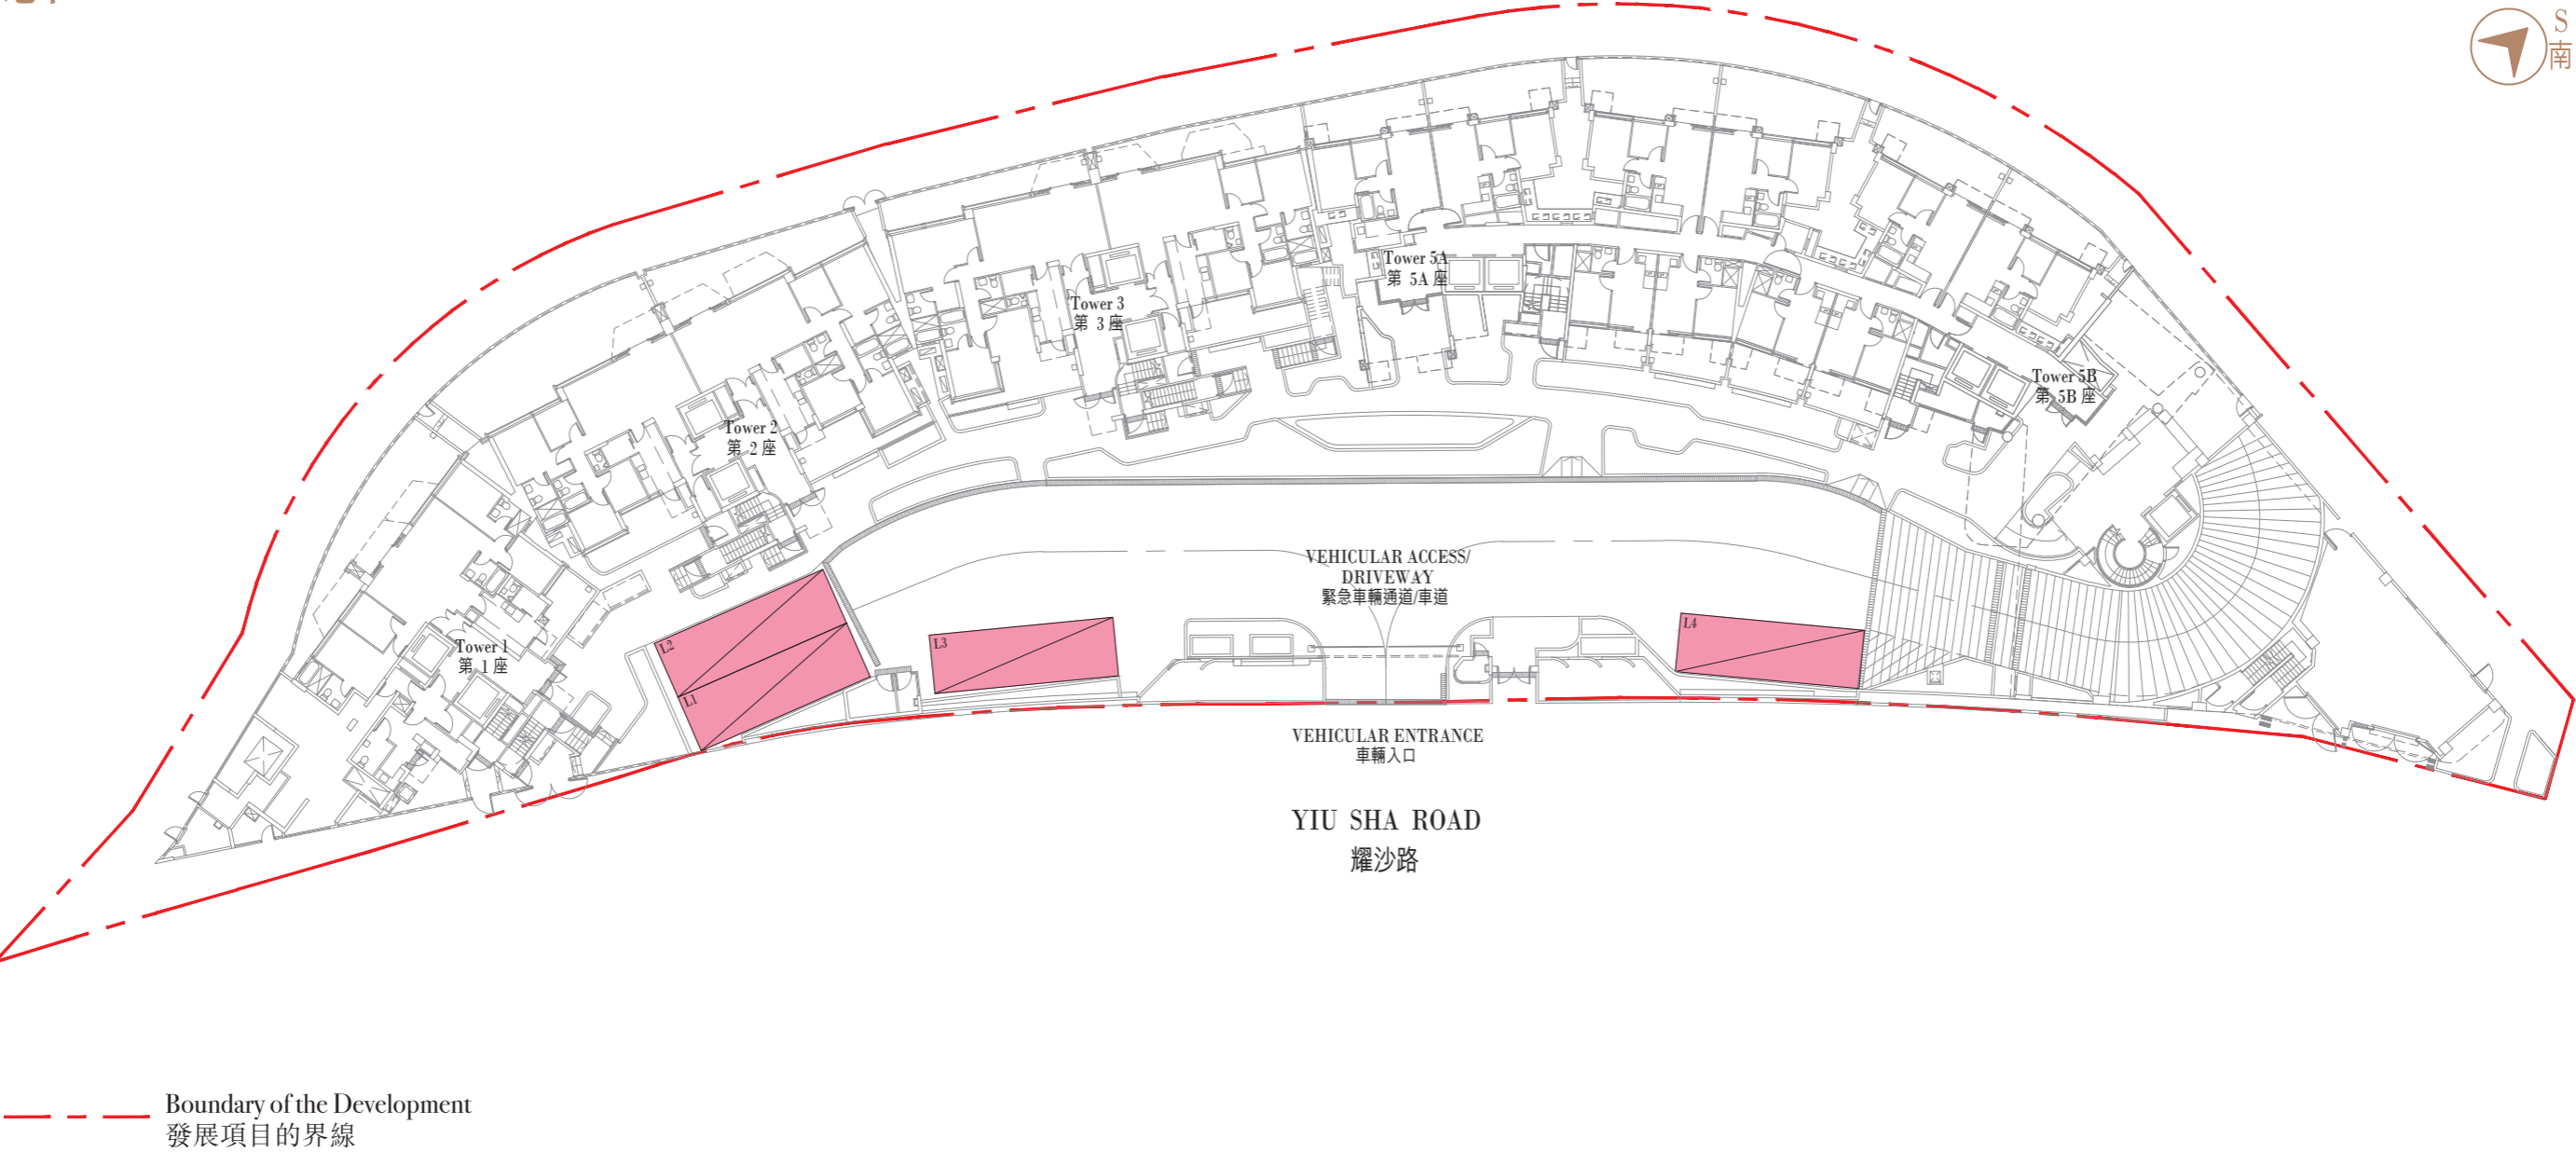 S
南
Tower 5A
第 5A 座
Tower 3
第 3 座
Tower 5B
第 5B 座
Tower 2
第 2 座
VEHICULAR ACCESS/
DRIVEWAY
緊急車輛通道/車道
L4
L3
L2
Tower 1
第 1 座
L1
VEHICULAR ENTRANCE
車輛入口
YIU SHA ROAD
耀沙路
Boundary of the Development
發展項目的界線